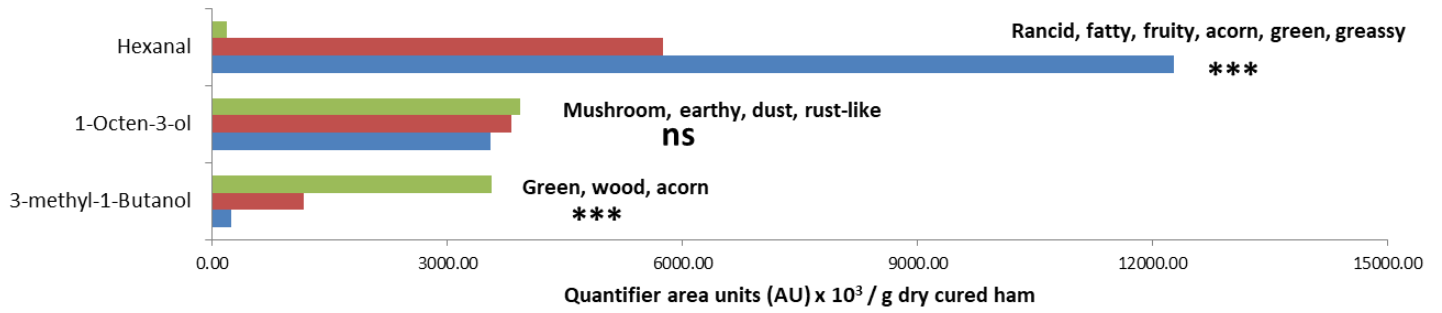 Hexanal
Rancid, fatty, fruity, acorn, green, greassy
***
1-Octen-3-ol
Mushroom, earthy, dust, rust-like
ns
3-methyl-1-Butanol
Green, wood, acorn
***
0.00 3000.00 6000.00 9000.00 12000.00 15000.00
Quantifier area units (AU) x 10³ / g dry cured ham